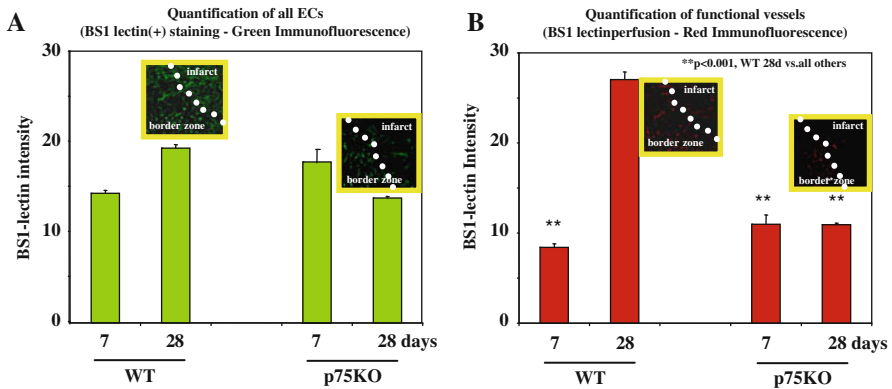 A
Quantification of all ECs
(BS1 lectin(+) staining - Green Immunofluorescence)
BS1-lectin intensity
30
20
10
0
infarct
border zone
infarct
border zone
7
28
7
28 days
WT
p75KO
B
Quantification of functional vessels
(BS1 lectinperfusion - Red Immunofluorescence)
**p<0.001, WT 28d vs.all others
BS1-lectin Intensity
30
20
10
0
infarct
border zone
infarct
border zone
**
**
**
7
28
7
28 days
WT
p75KO